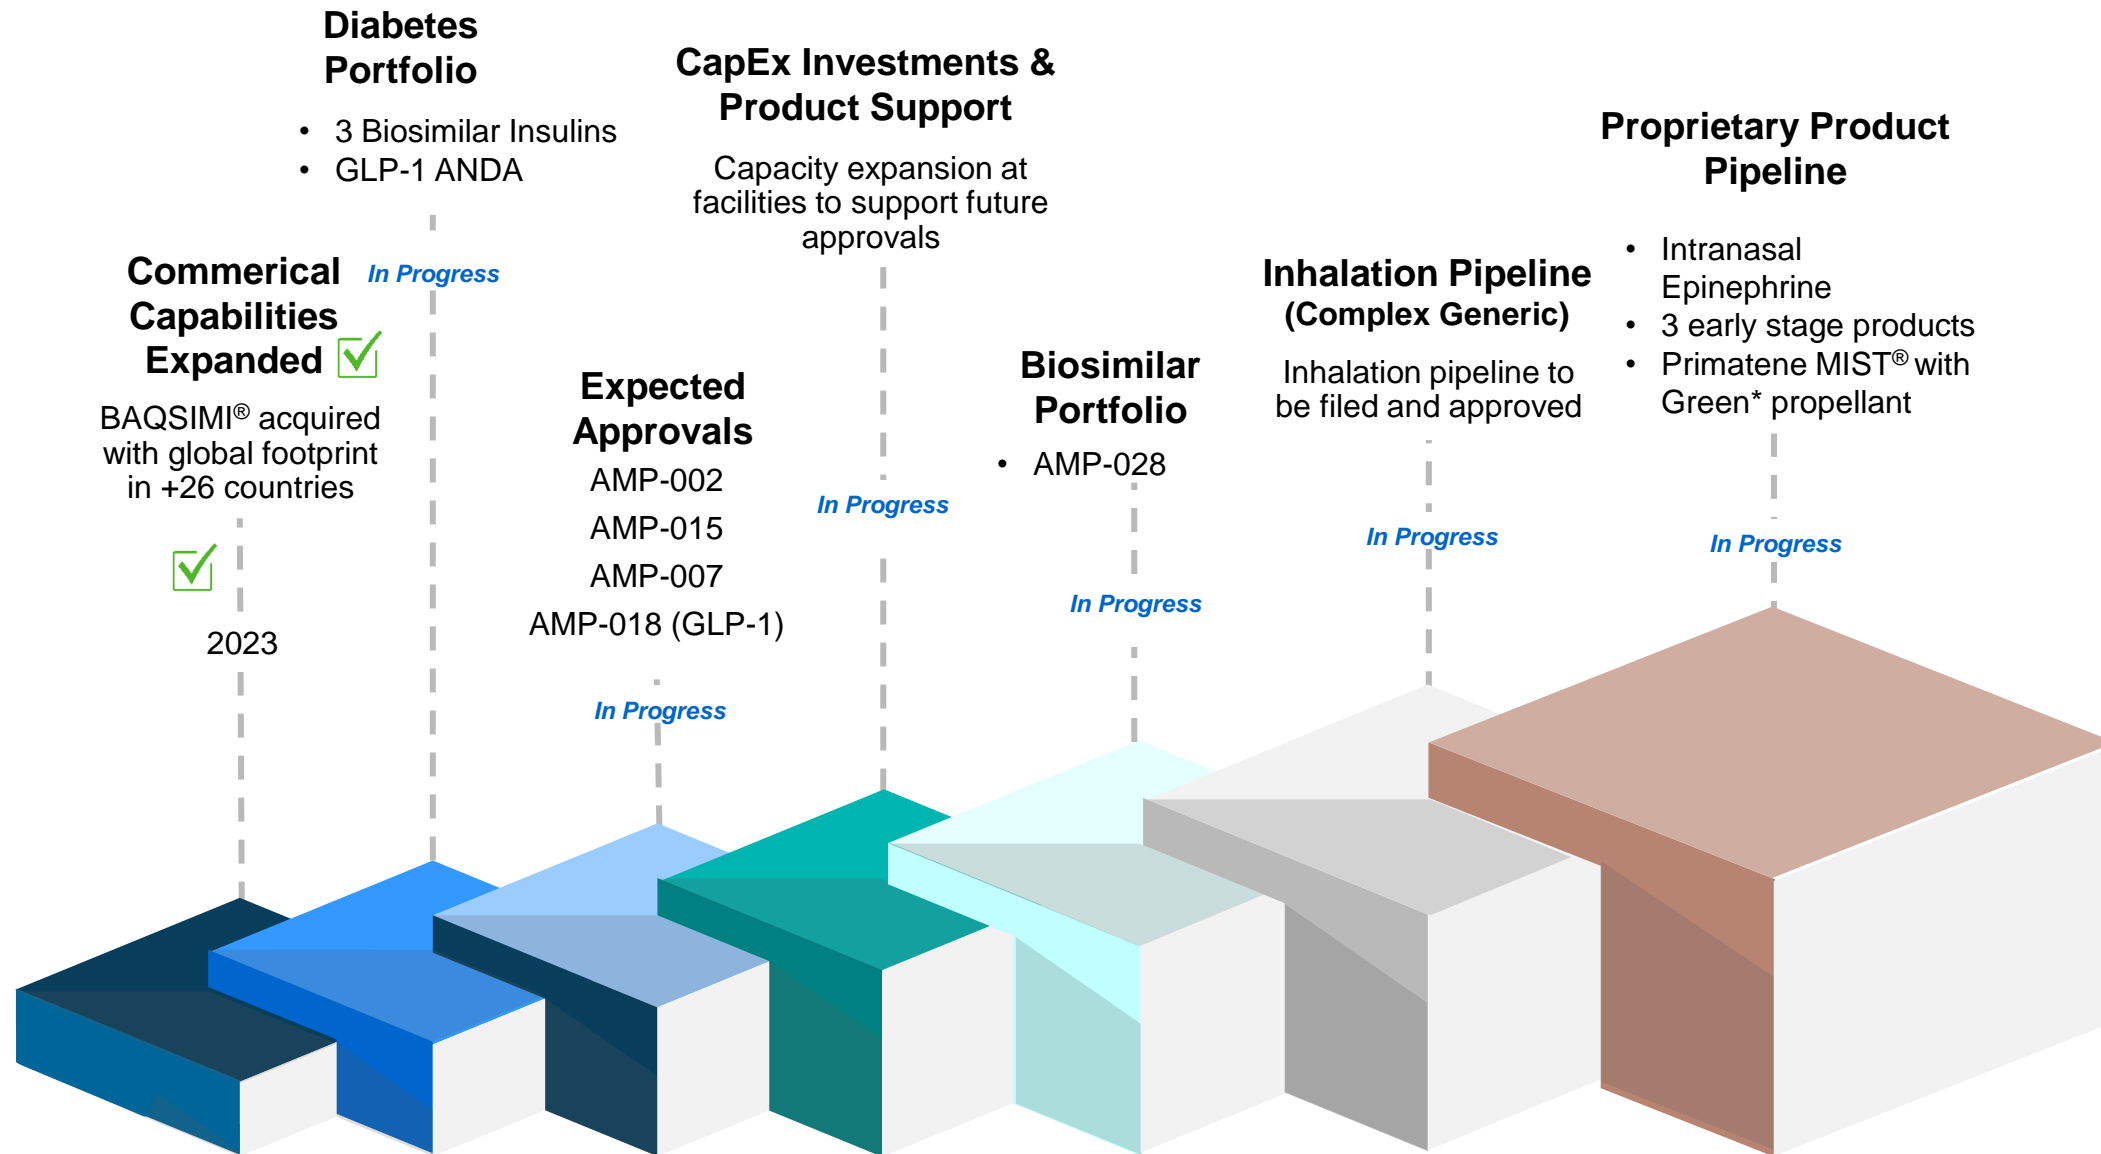 Diabetes
Portfolio
• 3 Biosimilar Insulins
• GLP-1 ANDA
In Progress
Commerical
Capabilities
Expanded
BAQSIMI® acquired
with global footprint
in +26 countries
2023
Expected
Approvals
AMP-002
AMP-015
AMP-007
AMP-018 (GLP-1)
In Progress
CapEx Investments &
Product Support
Capacity expansion at
facilities to support future
approvals
In Progress
Biosimilar
Portfolio
• AMP-028
In Progress
Inhalation Pipeline
(Complex Generic)
Inhalation pipeline to
be filed and approved
In Progress
Proprietary Product
Pipeline
• Intranasal
Epinephrine
• 3 early stage products
• Primatene MIST® with
Green* propellant
In Progress